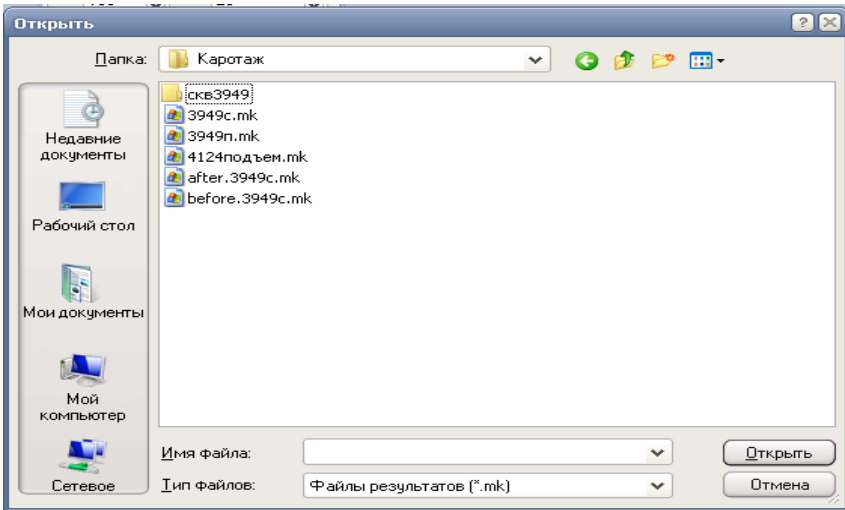 Открыть
Папка: Каротаж
скв3949
3949с.mk
3949п.mk
4124подъем.mk
after.3949с.mk
before.3949с.mk
Недавние
документы
Рабочий стол
Мои документы
Мой
компьютер
Сетевое
Имя файла: Открыть
Тип файлов: Файлы результатов (*.mk) Отмена